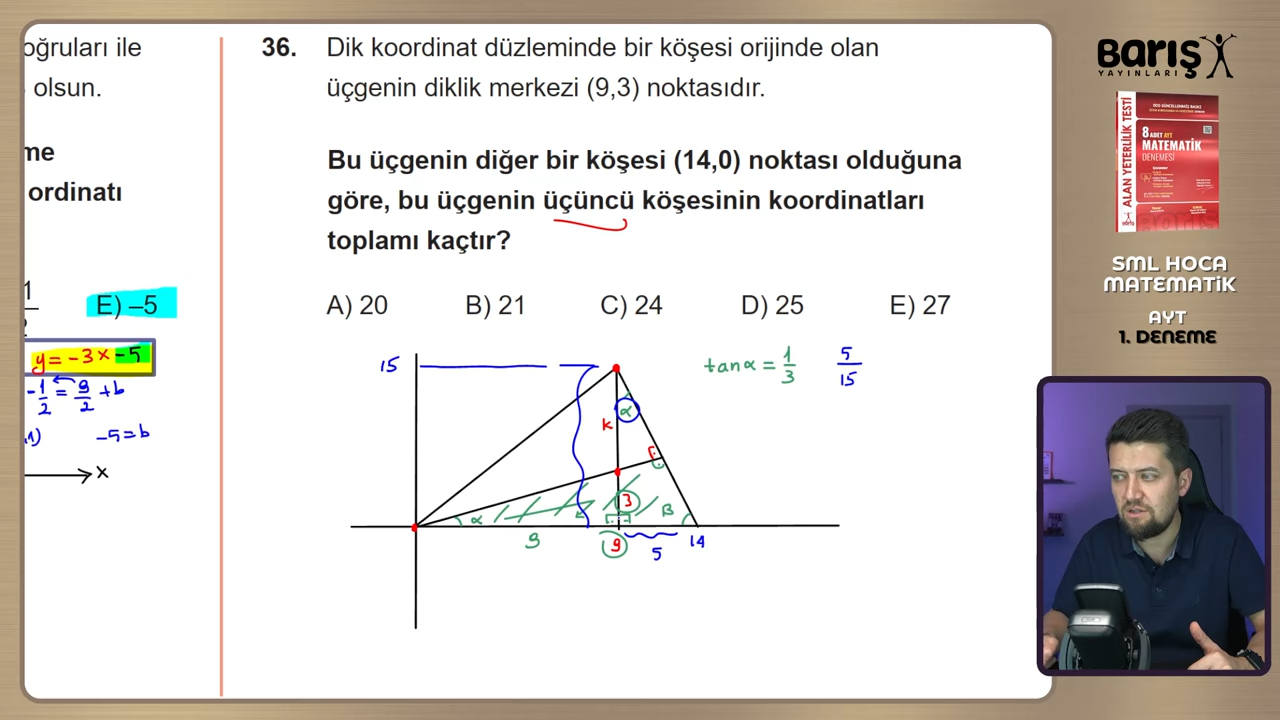 oğruları ile
olsun.
me
ordinatı
E) –5
y = -3x -5
-1/2 = 9/2 + b
-5 = b
x
36. Dik koordinat düzleminde bir köşesi orijinde olan
üçgenin diklik merkezi (9,3) noktasıdır.
Bu üçgenin diğer bir köşesi (14,0) noktası olduğuna
göre, bu üçgenin üçüncü köşesinin koordinatları
toplamı kaçtır?
A) 20 B) 21 C) 24 D) 25 E) 27
15
tanα = 1/3
5/15
α
k
α
3
β
9
9
5
14
BARIŞ
YAYINLARI
ALAN YETERLİLİK TESTİ
8 ADET AYT
MATEMATİK
DENEMESİ
SML HOCA
MATEMATİK
AYT
1. DENEME